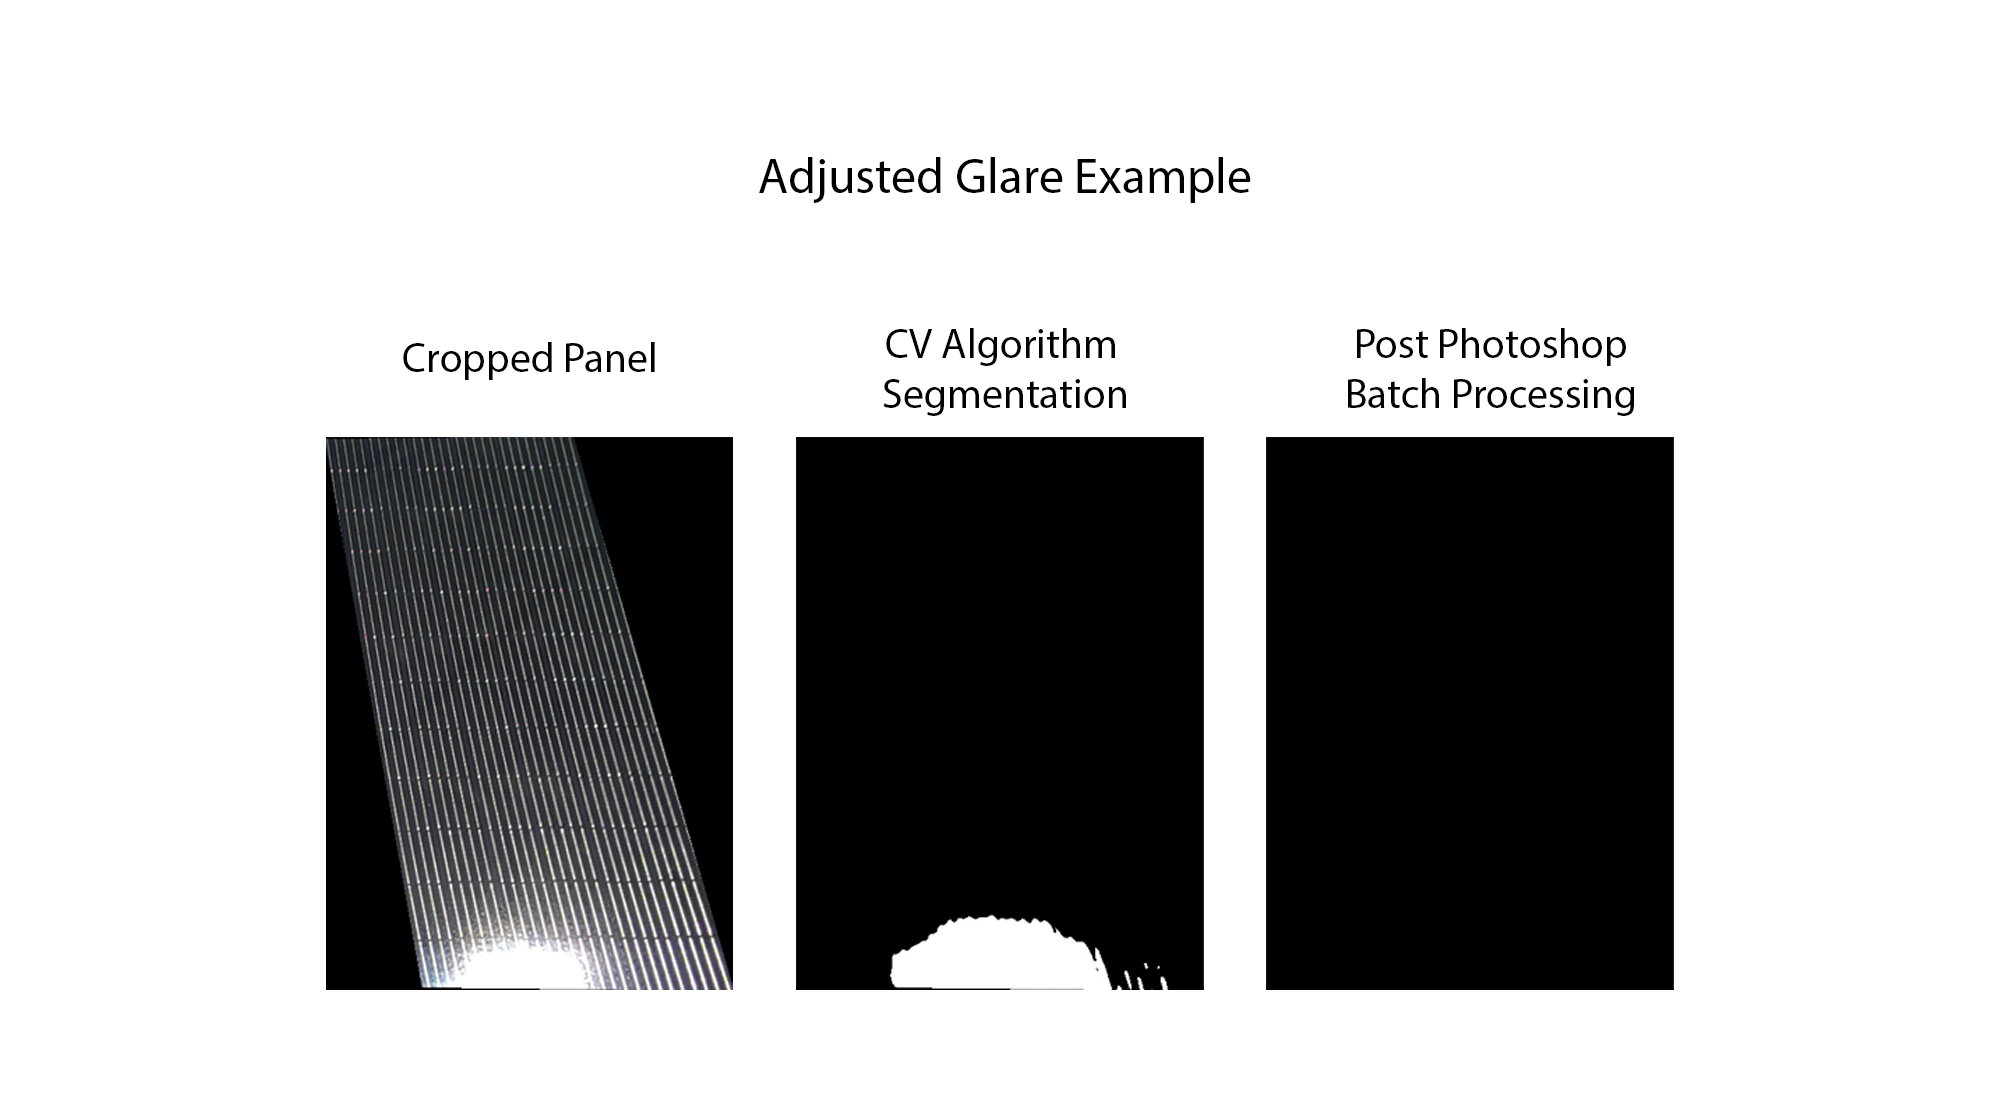 Adjusted Glare Example
Cropped Panel
CV Algorithm
Segmentation
Post Photoshop
Batch Processing